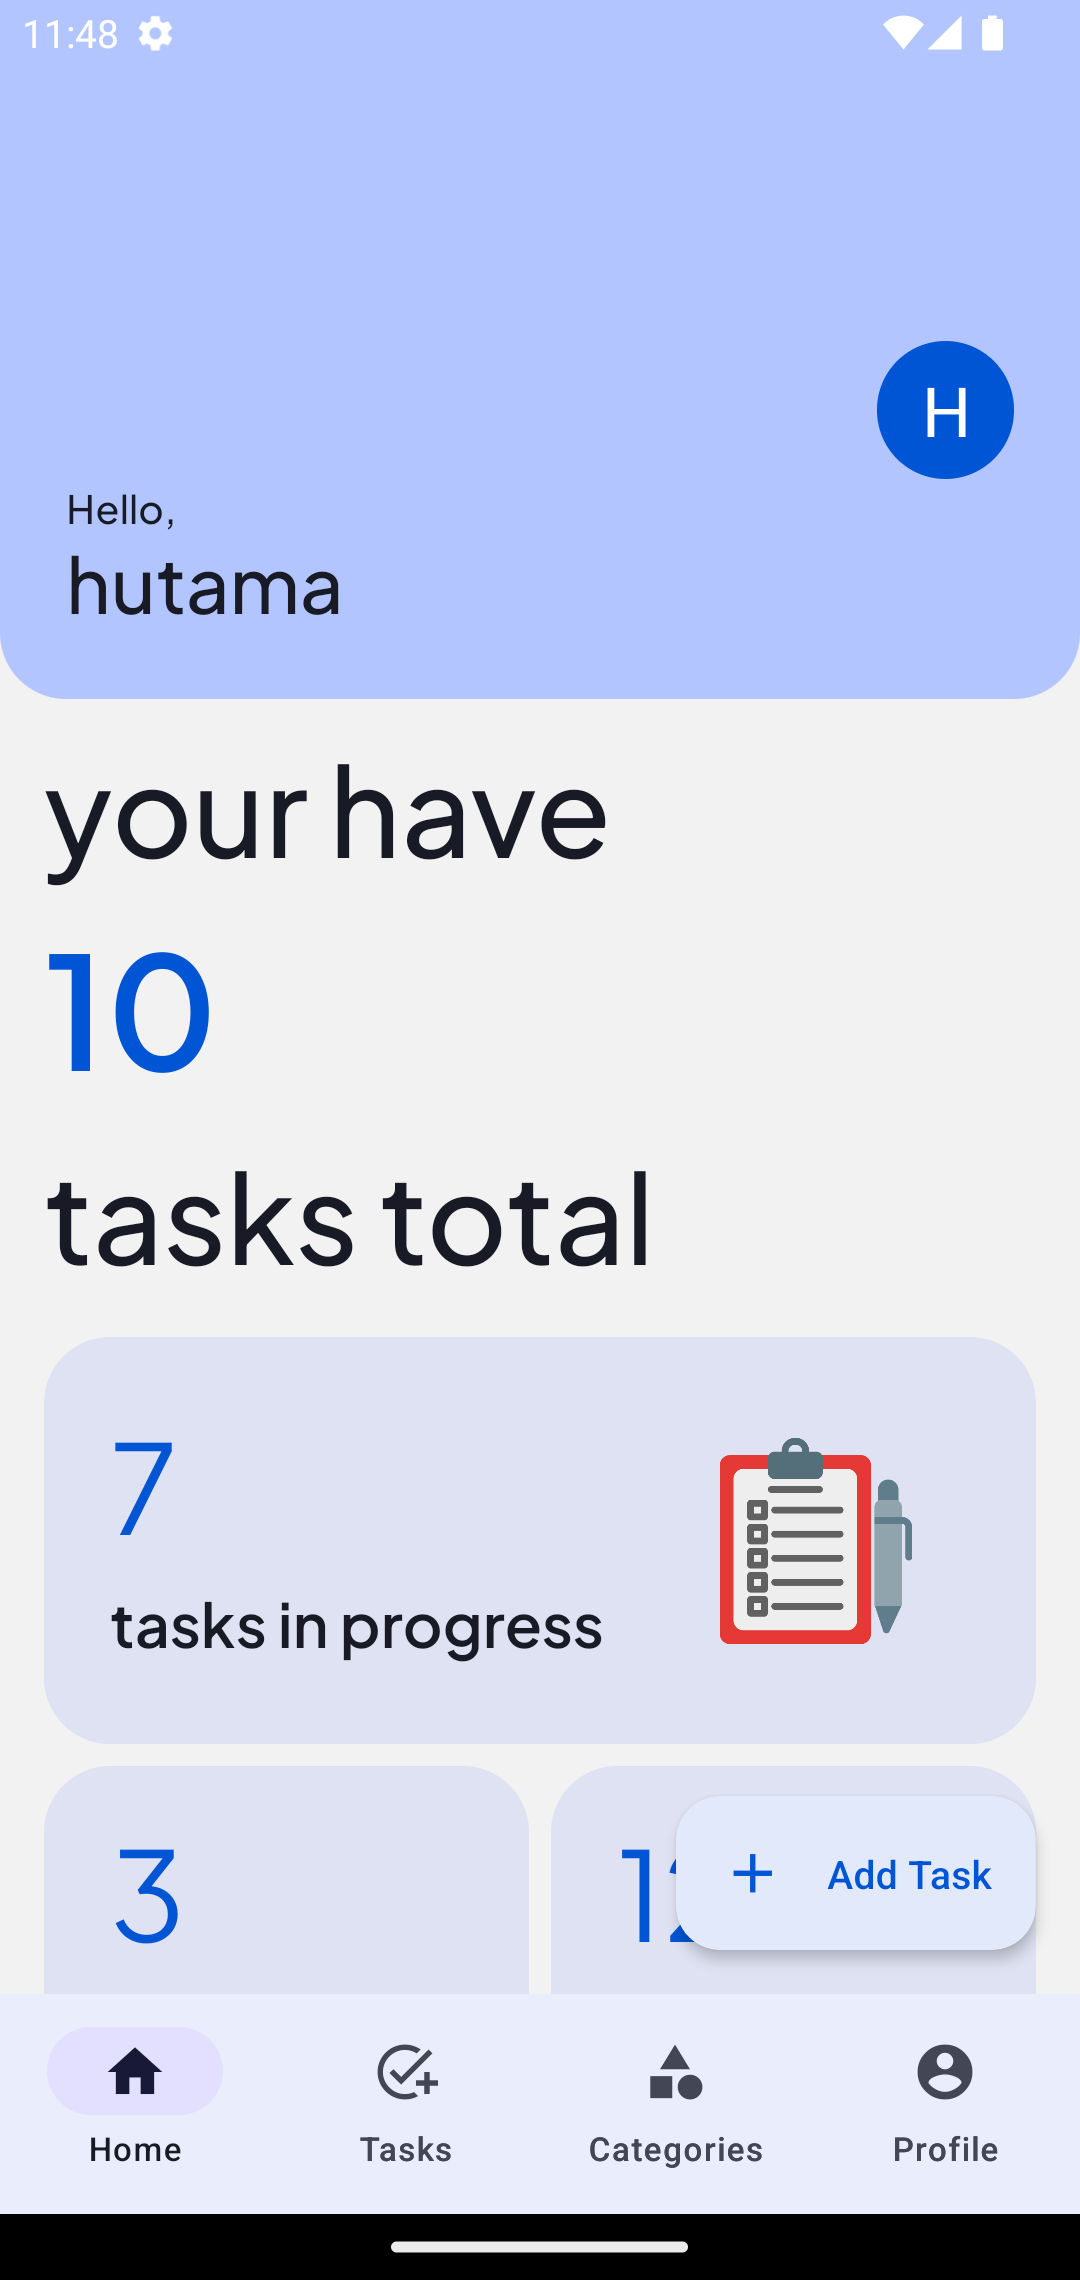 11:48
H
Hello,
hutama
your have
10
tasks total
7
tasks in progress
3
Add Task
Home
Tasks
Categories
Profile